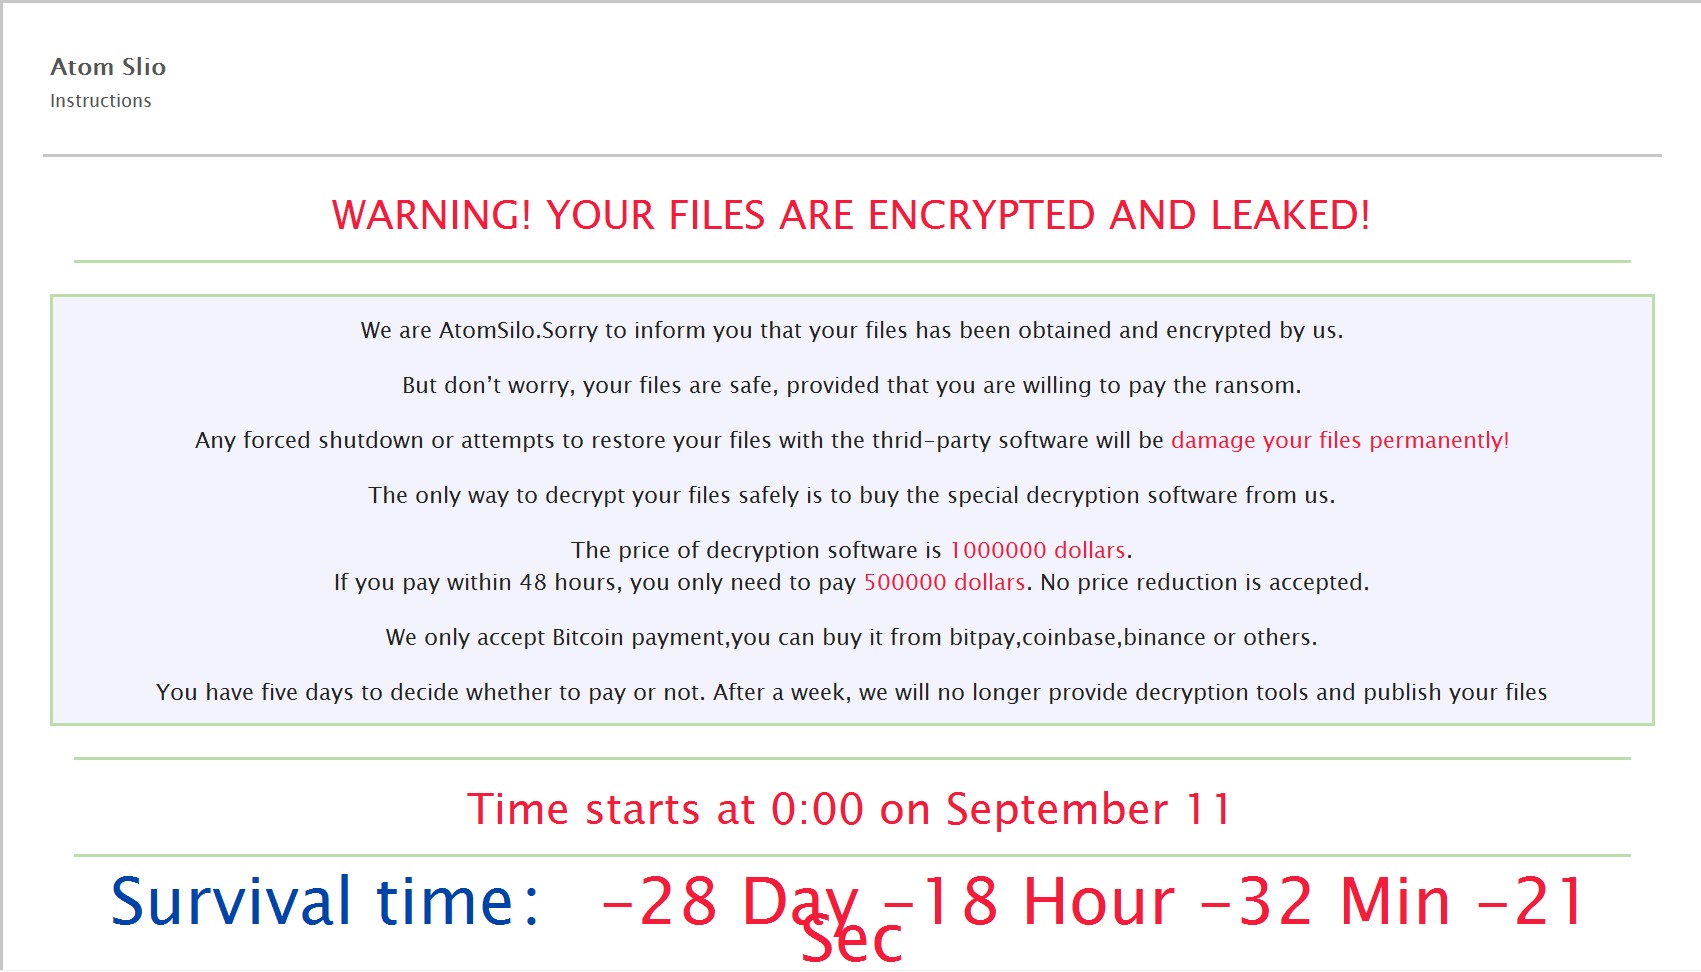 Atom Slio
Instructions
WARNING! YOUR FILES ARE ENCRYPTED AND LEAKED!
We are AtomSilo.Sorry to inform you that your files has been obtained and encrypted by us.
But don’t worry, your files are safe, provided that you are willing to pay the ransom.
Any forced shutdown or attempts to restore your files with the thrid-party software will be damage your files permanently!
The only way to decrypt your files safely is to buy the special decryption software from us.
The price of decryption software is 1000000 dollars.
If you pay within 48 hours, you only need to pay 500000 dollars. No price reduction is accepted.
We only accept Bitcoin payment,you can buy it from bitpay,coinbase,binance or others.
You have five days to decide whether to pay or not. After a week, we will no longer provide decryption tools and publish your files
Time starts at 0:00 on September 11
Survival time： -28 Day -18 Hour -32 Min -21
Sec